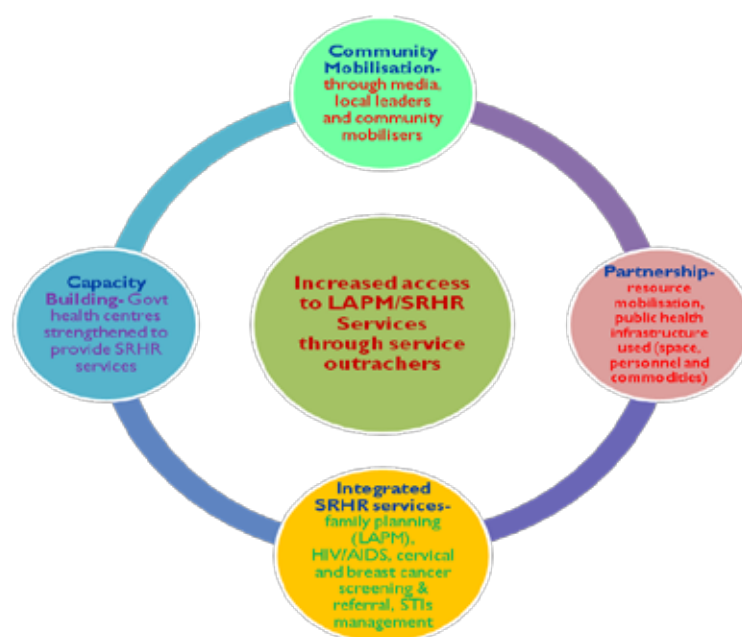 Community
Mobilisation-
through media,
local leaders
and community
mobilisers
Capacity
Building- Govt
health centres
strengthened to
provide SRHR
services
Increased access
to LAPM/SRHR
Services
through service
outrachers
Partnership-
resource
mobilisation,
public health
infrastructure
used (space,
personnel and
commodities)
Integrated
SRHR services-
family planning
(LAPM),
HIV/AIDS, cervical
and breast cancer
screening &
referral, STIs
management